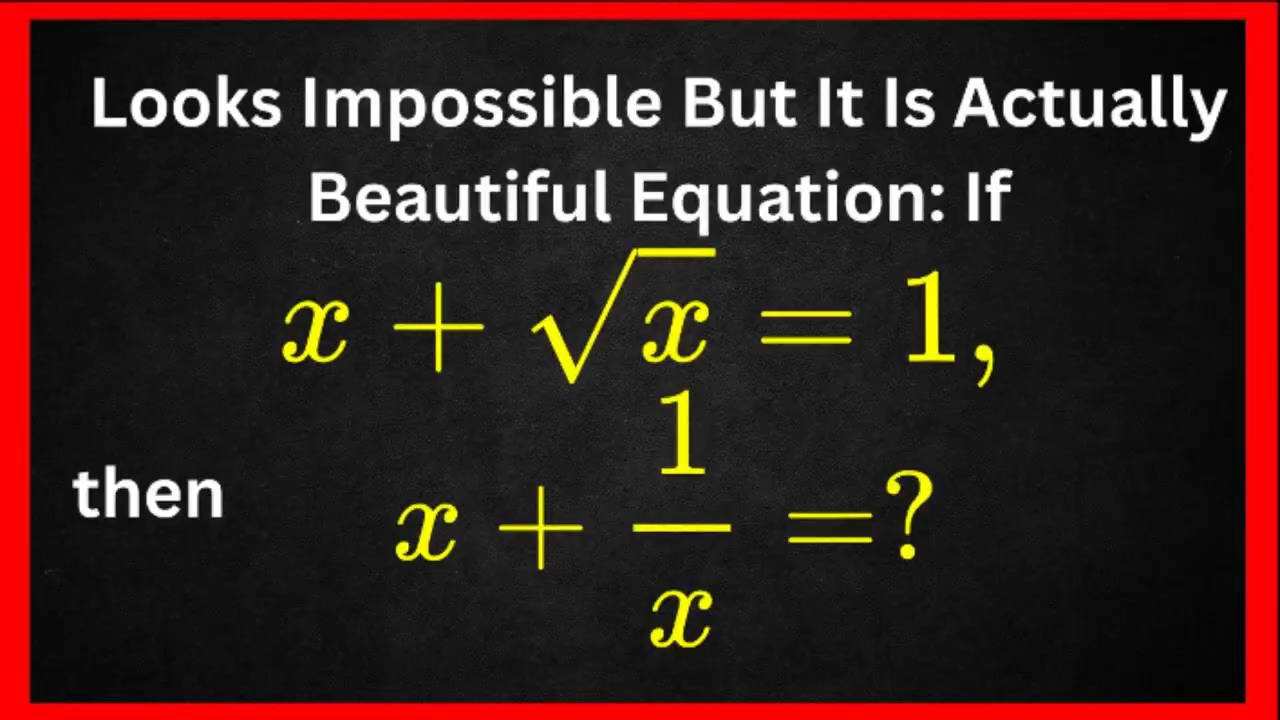 Looks Impossible But It Is Actually
Beautiful Equation: If
x + √x = 1,
then x + 1/x =?